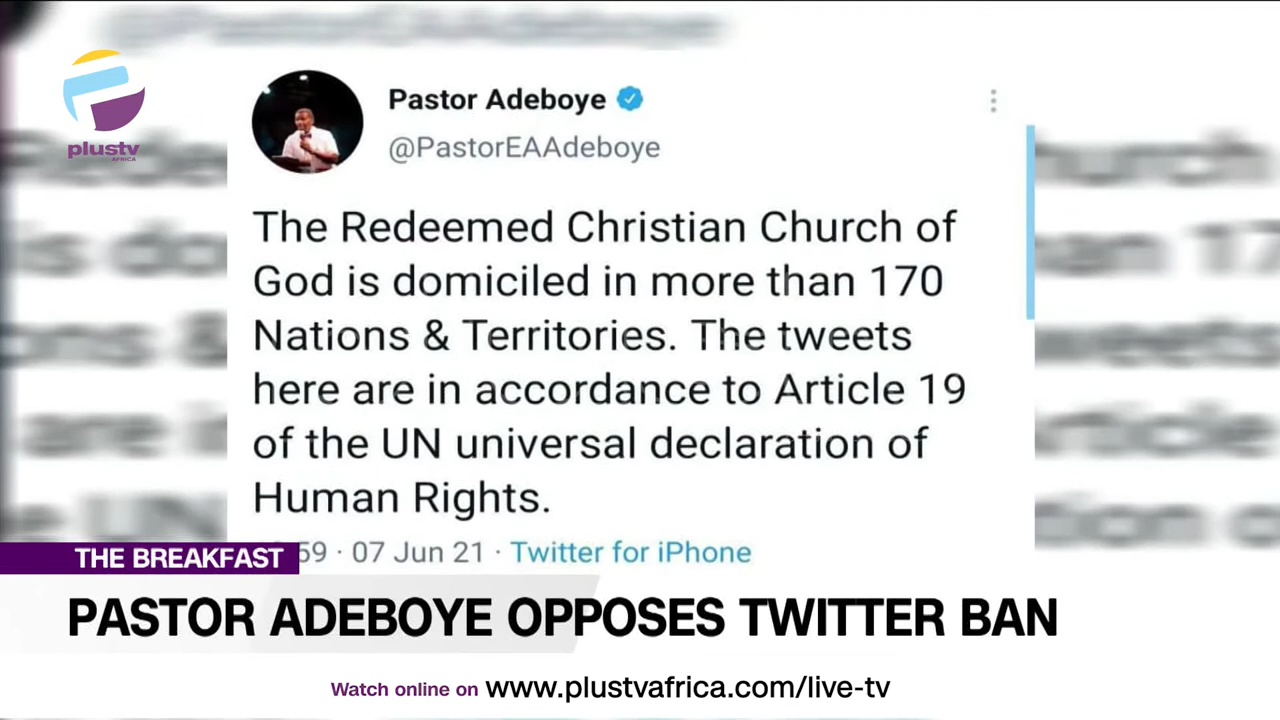 plustv
AFRICA
Pastor Adeboye
@PastorEAAdeboye
The Redeemed Christian Church of
God is domiciled in more than 170
Nations & Territories. The tweets
here are in accordance to Article 19
of the UN universal declaration of
Human Rights.
59 · 07 Jun 21 · Twitter for iPhone
THE BREAKFAST
PASTOR ADEBOYE OPPOSES TWITTER BAN
Watch online on www.plustvafrica.com/live-tv